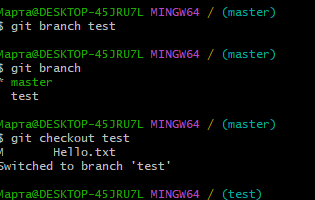 Марта@DESKTOP-45JRU7L MINGW64 / (master)
$ git branch test
Марта@DESKTOP-45JRU7L MINGW64 / (master)
$ git branch
* master
test
Марта@DESKTOP-45JRU7L MINGW64 / (master)
$ git checkout test
M Hello.txt
Switched to branch 'test'
Марта@DESKTOP-45JRU7L MINGW64 / (test)